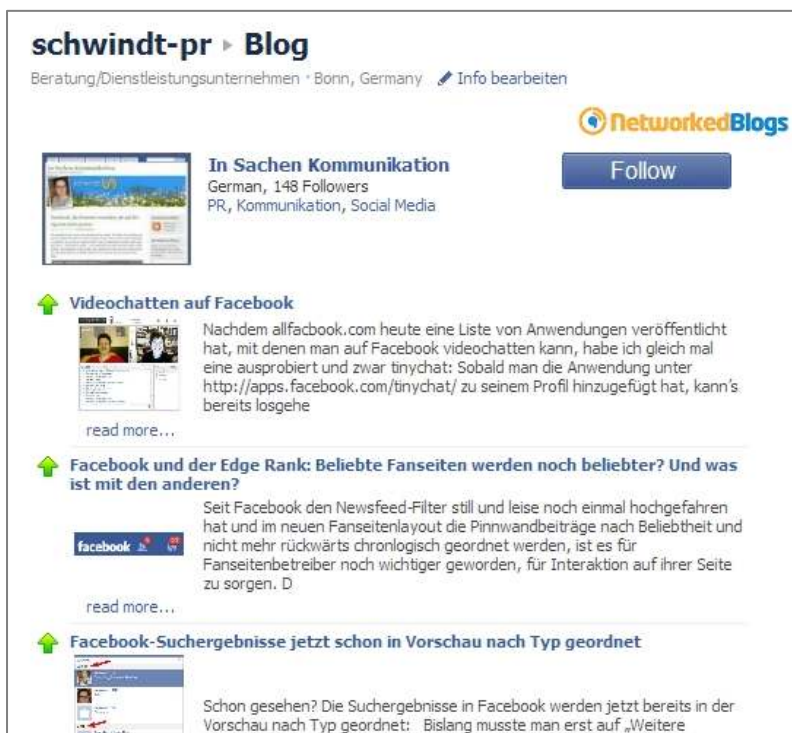 schwindt-pr ▸ Blog
Beratung/Dienstleistungsunternehmen · Bonn, Germany Info bearbeiten
NetworkedBlogs
In Sachen Kommunikation
German, 148 Followers
PR, Kommunikation, Social Media
Follow
Videochatten auf Facebook
Nachdem allfacbook.com heute eine Liste von Anwendungen veröffentlicht
hat, mit denen man auf Facebook videochatten kann, habe ich gleich mal
eine ausprobiert und zwar tinychat: Sobald man die Anwendung unter
http://apps.facebook.com/tinychat/ zu seinem Profil hinzugefügt hat, kann's
bereits losgehe
read more...
Facebook und der Edge Rank: Beliebte Fanseiten werden noch beliebter? Und was
ist mit den anderen?
facebook
Seit Facebook den Newsfeed-Filter still und leise noch einmal hochgefahren
hat und im neuen Fanseitenlayout die Pinnwandbeiträge nach Beliebtheit und
nicht mehr rückwärts chronlogisch geordnet werden, ist es für
Fanseitenbetreiber noch wichtiger geworden, für Interaktion auf ihrer Seite
zu sorgen. D
read more...
Facebook-Suchergebnisse jetzt schon in Vorschau nach Typ geordnet
Schon gesehen? Die Suchergebnisse in Facebook werden jetzt bereits in der
Vorschau nach Typ geordnet: Bislang musste man erst auf „Weitere